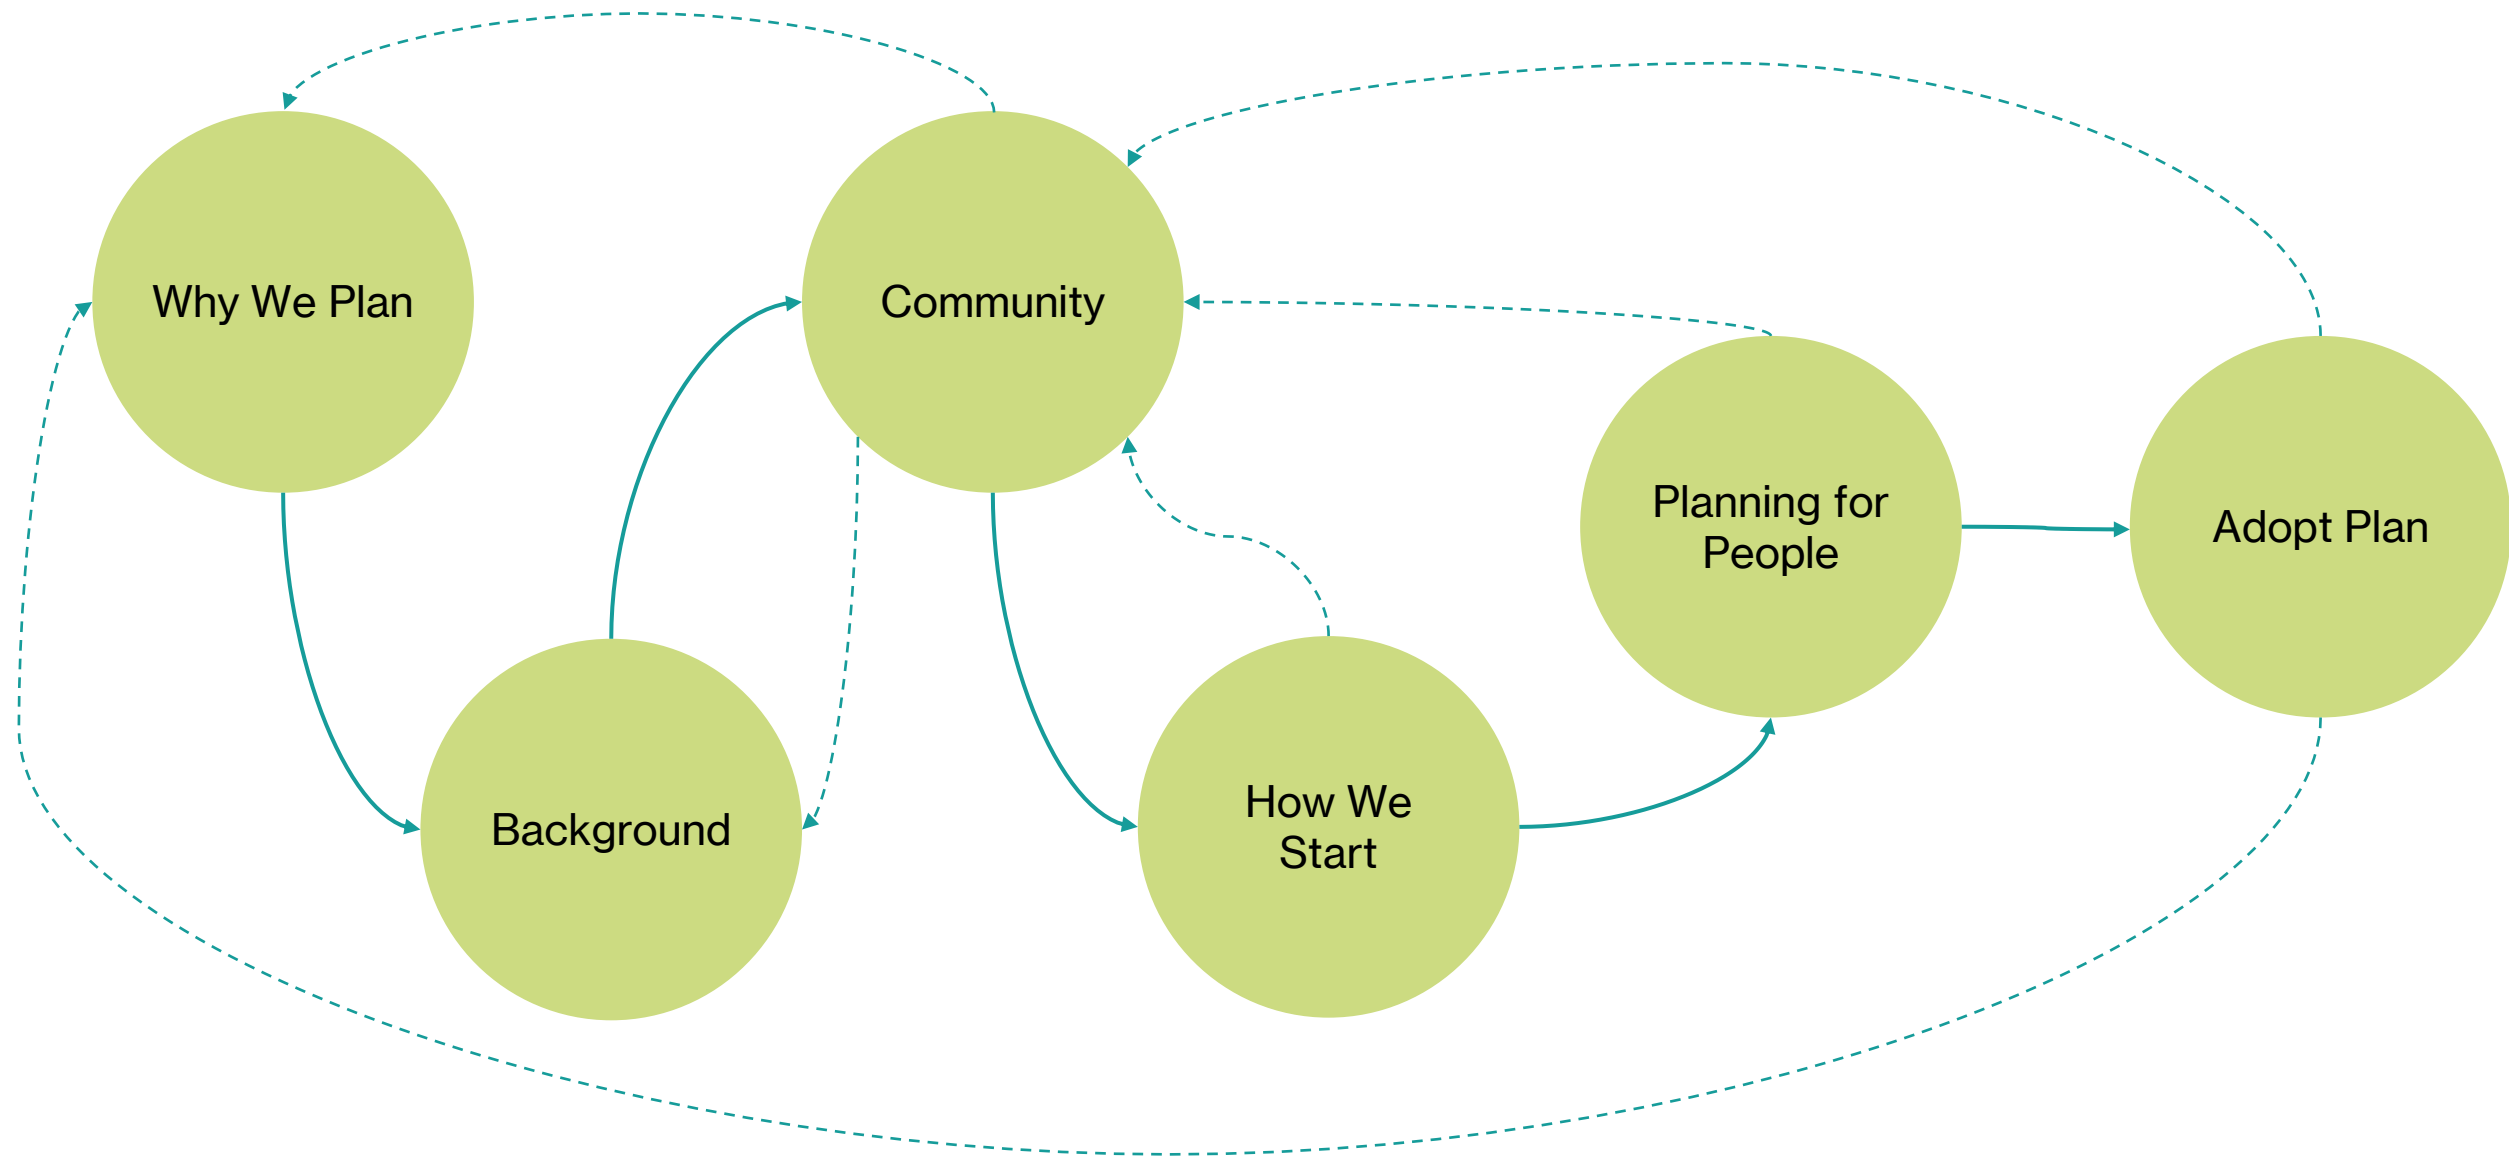 Why We Plan
Community
Planning for
People
Adopt Plan
Background
How We
Start